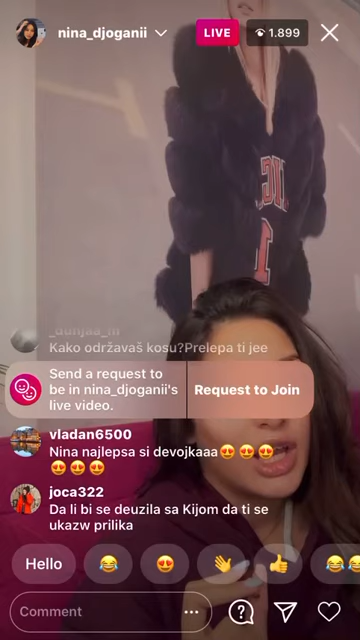 nina_djoganii
LIVE
1.899
_dunjaa_m
Kako održavaš kosu?Prelepa ti jee
Send a request to
be in nina_djoganii's
live video.
Request to Join
vladan6500
Nina najlepsa si devojkaaa😍😍😍
😍😍😍
joca322
Da li bi se deuzila sa Kijom da ti se
ukazw prilika
Hello
😂
😍
👋
👍
😂😍
Comment